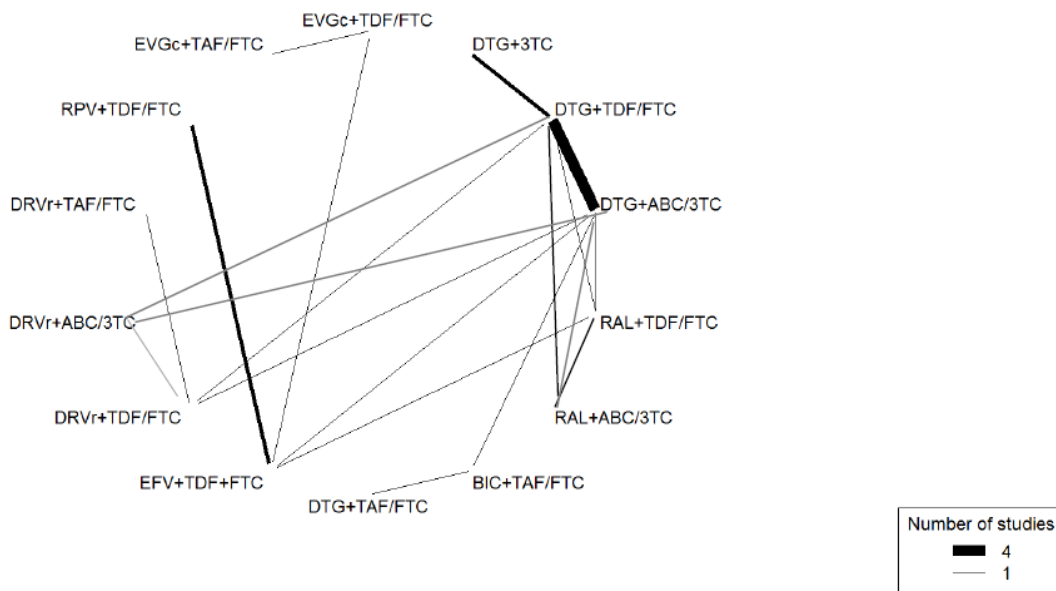 EVGc+TDF/FTC
EVGc+TAF/FTC
DTG+3TC
RPV+TDF/FTC
DTG+TDF/FTC
DRVr+TAF/FTC
DTG+ABC/3TC
DRVr+ABC/3TC
RAL+TDF/FTC
DRVr+TDF/FTC
RAL+ABC/3TC
EFV+TDF+FTC
BIC+TAF/FTC
DTG+TAF/FTC
Number of studies
4
1